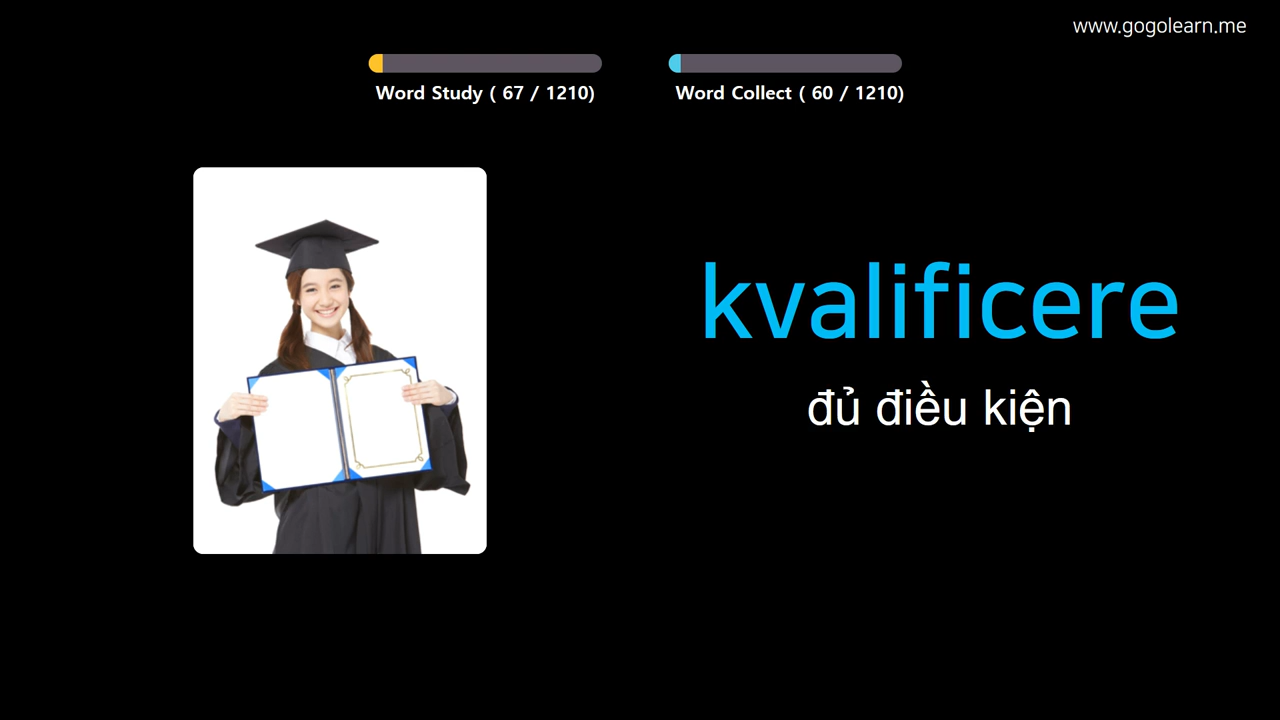 www.gogolearn.me
Word Study ( 67 / 1210)
Word Collect ( 60 / 1210)
kvalificere
đủ điều kiện